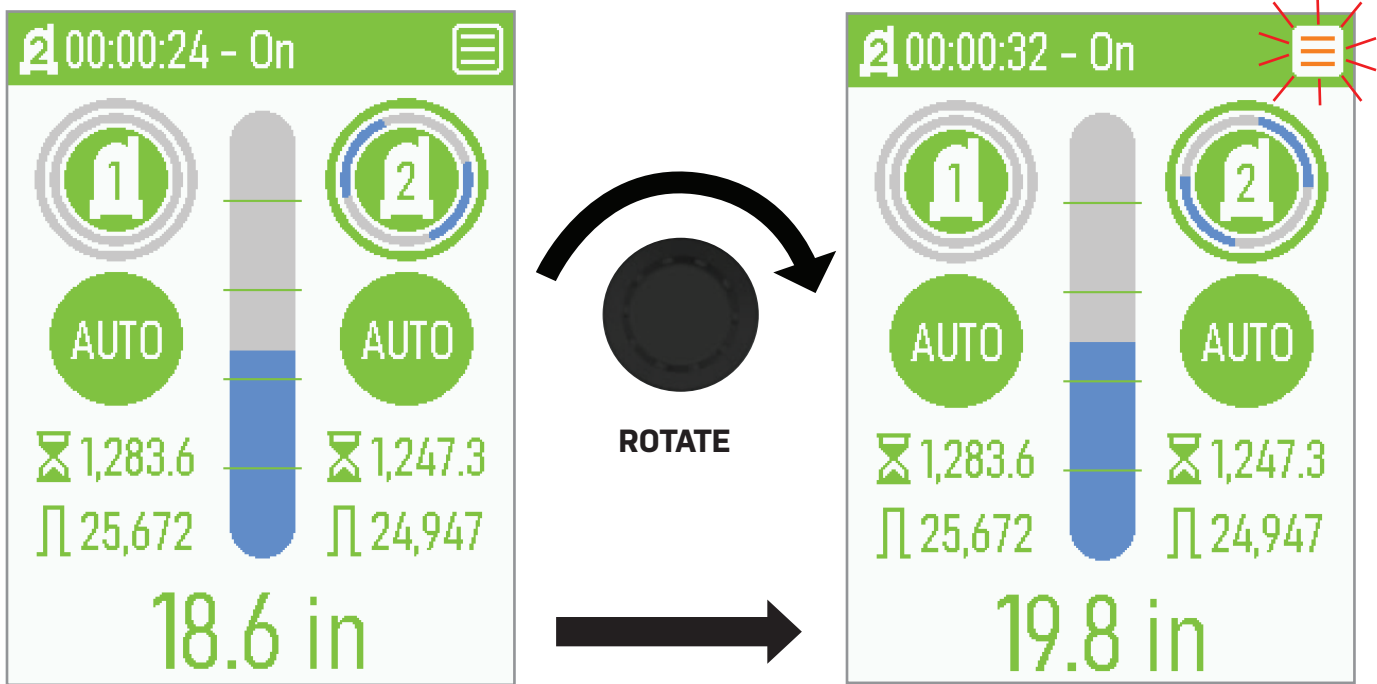 2 00:00:24 - On
1
2
AUTO
AUTO
1,283.6
1,247.3
25,672
24,947
18.6 in
ROTATE
2 00:00:32 - On
1
2
AUTO
AUTO
1,283.6
1,247.3
25,672
24,947
19.8 in